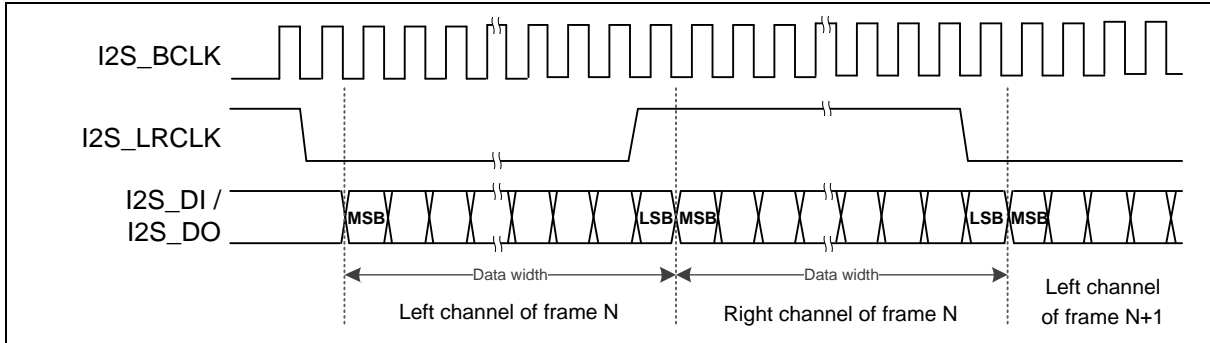 I2S_BCLK
I2S_LRCLK
I2S_DI /
I2S_DO
MSB
LSB
MSB
LSB
MSB
Data width
Data width
Left channel of frame N
Right channel of frame N
Left channel
of frame N+1